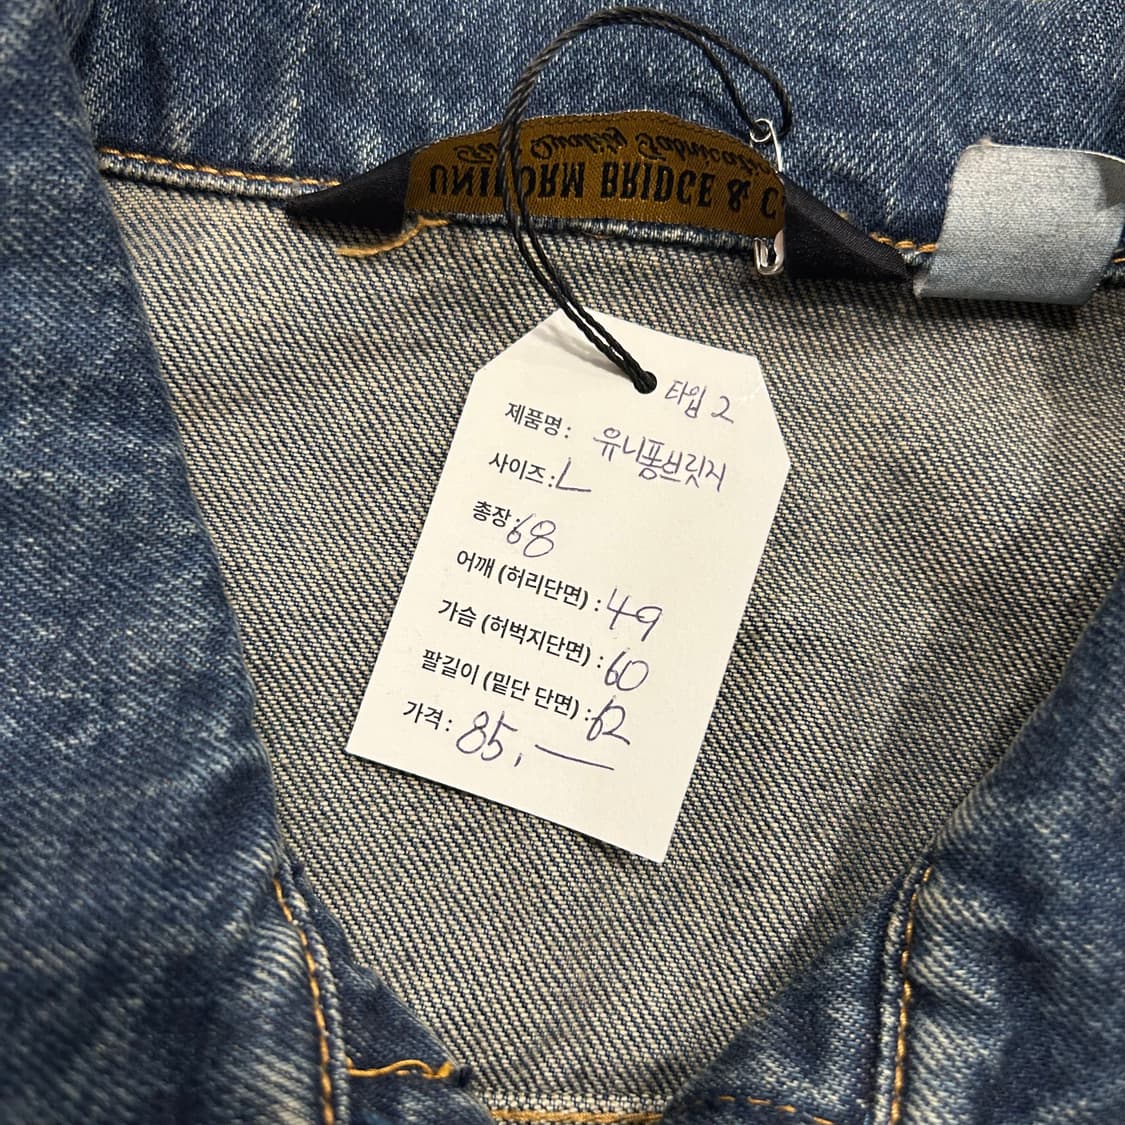 UNIFORM BRIDGE & C
타입 2
제품명: 유니폼브릿지
사이즈: L
총장: 68
어깨 (허리단면) : 49
가슴 (허벅지단면) : 60
팔길이 (밑단 단면) : 62
가격: 85,—